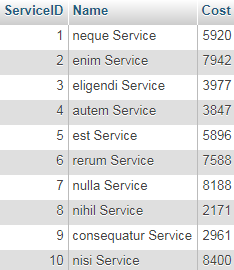 ServiceID Name Cost
1 neque Service 5920
2 enim Service 7942
3 eligendi Service 3977
4 autem Service 3847
5 est Service 5896
6 rerum Service 7588
7 nulla Service 8188
8 nihil Service 2171
9 consequatur Service 2961
10 nisi Service 8400